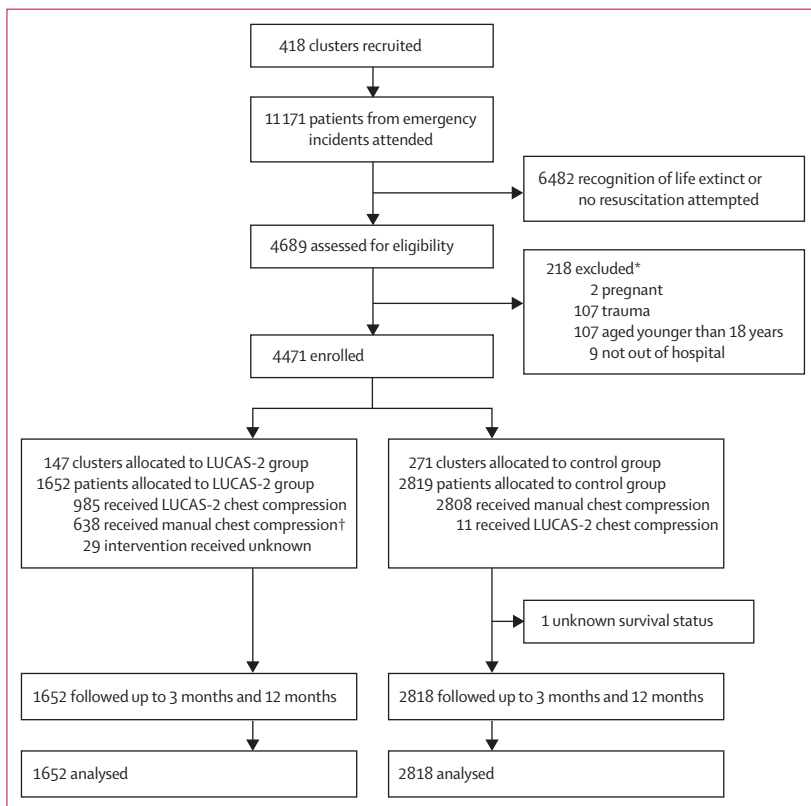 418 clusters recruited
11 171 patients from emergency
incidents attended
6482 recognition of life extinct or
no resuscitation attempted
4689 assessed for eligibility
218 excluded*
2 pregnant
107 trauma
107 aged younger than 18 years
9 not out of hospital
4471 enrolled
147 clusters allocated to LUCAS-2 group
1652 patients allocated to LUCAS-2 group
985 received LUCAS-2 chest compression
638 received manual chest compression†
29 intervention received unknown
271 clusters allocated to control group
2819 patients allocated to control group
2808 received manual chest compression
11 received LUCAS-2 chest compression
1 unknown survival status
1652 followed up to 3 months and 12 months
2818 followed up to 3 months and 12 months
1652 analysed
2818 analysed